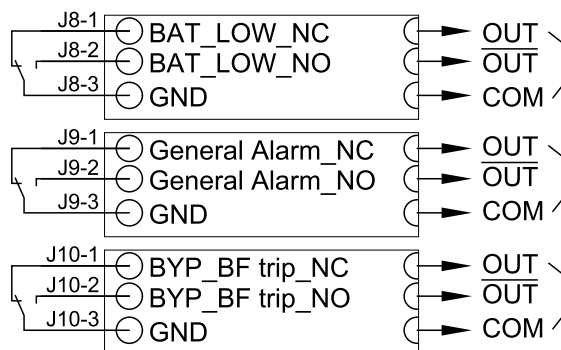 J8-1 BAT_LOW_NC OUT
J8-2 BAT_LOW_NO OUT
J8-3 GND COM
J9-1 General Alarm_NC OUT
J9-2 General Alarm_NO OUT
J9-3 GND COM
J10-1 BYP_BF trip_NC OUT
J10-2 BYP_BF trip_NO OUT
J10-3 GND COM